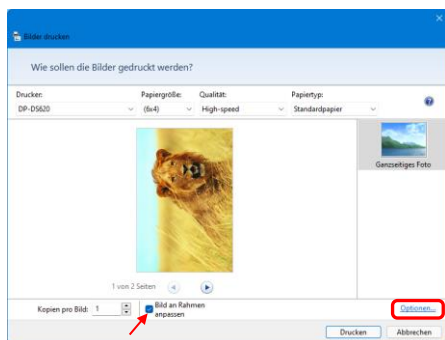 Bilder drucken
Wie sollen die Bilder gedruckt werden?
Drucker: Papiergröße: Qualität: Papiertyp:
DP-DS620 (6x4) High-speed Standardpapier
Ganzseitiges Foto
1 von 2 Seiten
Kopien pro Bild: 1 Bild an Rahmen
anpassen Optionen...
Drucken Abbrechen